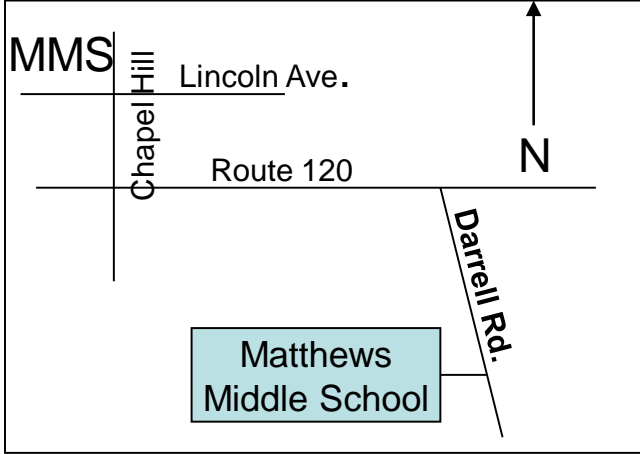 MMS
Chapel Hill
Lincoln Ave.
N
Route 120
Darrell Rd.
Matthews
Middle School